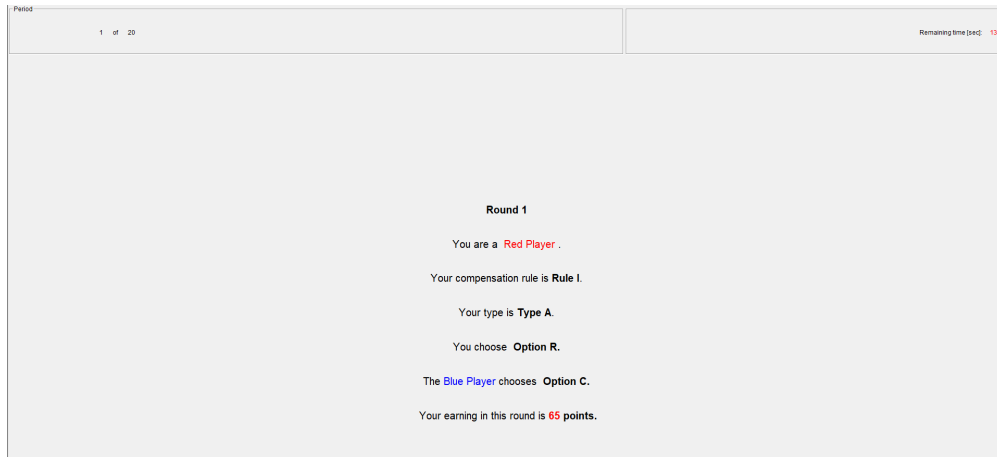 Period
1 of 20
Remaining time [sec]: 13
Round 1
You are a Red Player .
Your compensation rule is Rule I.
Your type is Type A.
You choose Option R.
The Blue Player chooses Option C.
Your earning in this round is 65 points.